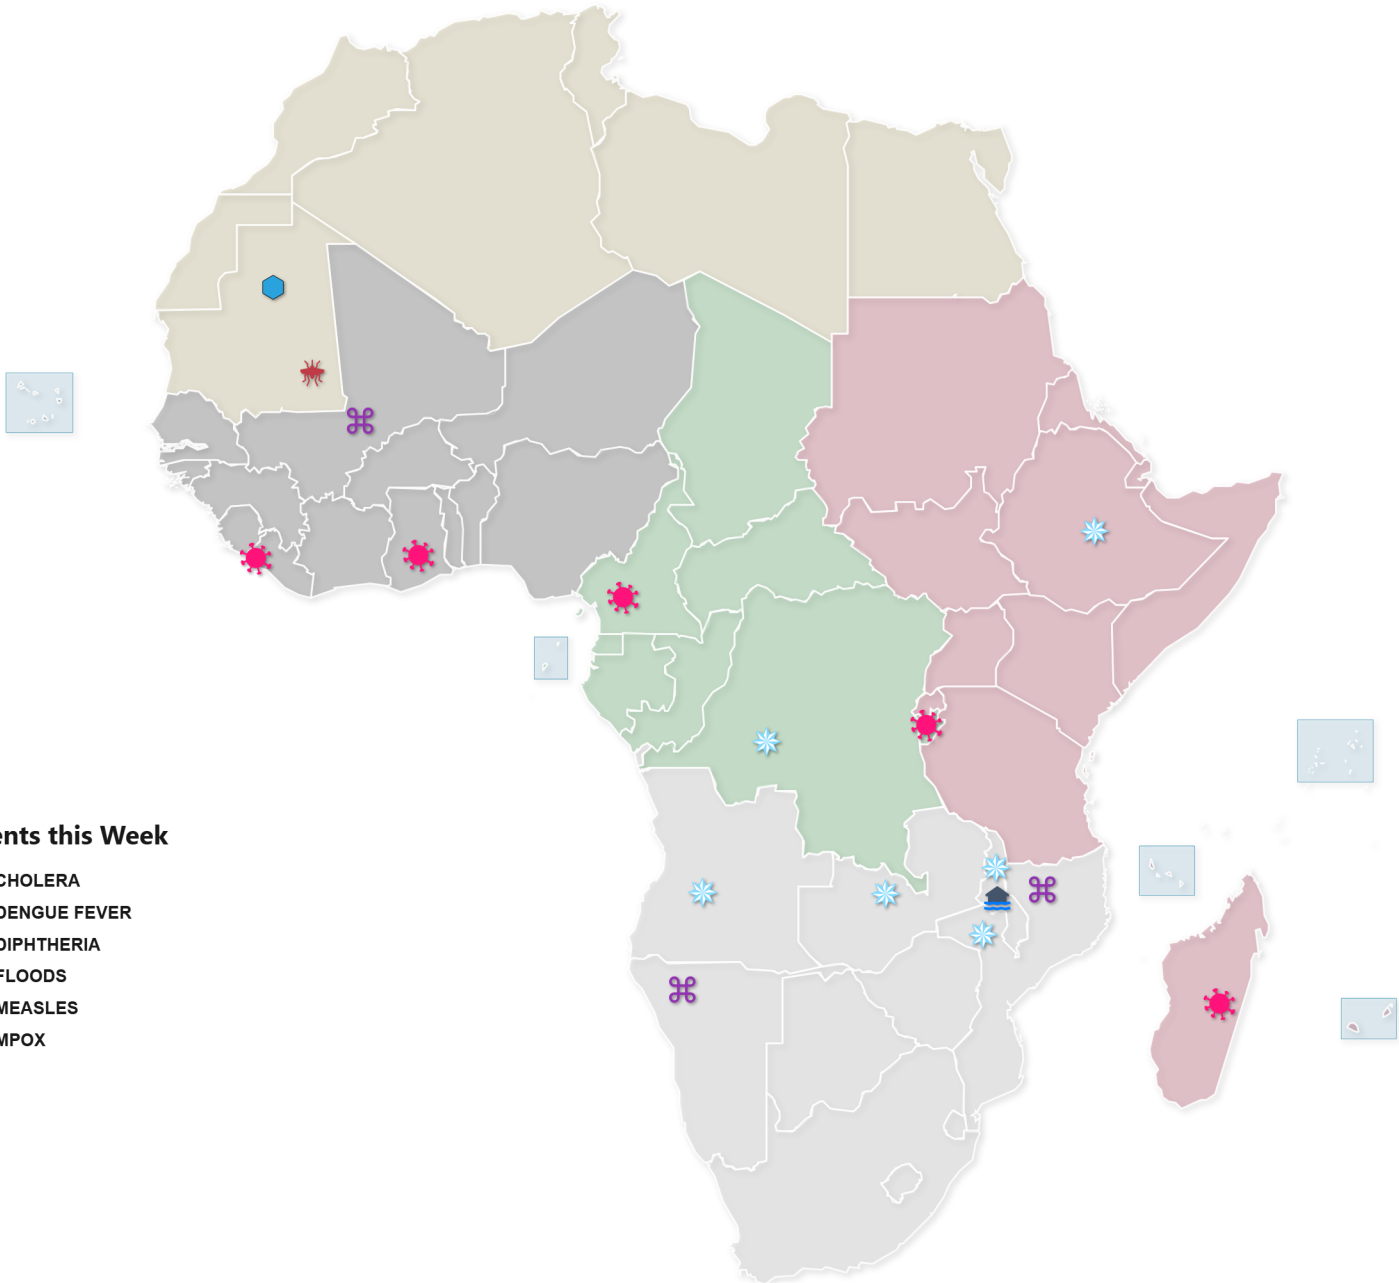 ents this Week
CHOLERA
DENGUE FEVER
DIPHTHERIA
FLOODS
MEASLES
MPOX